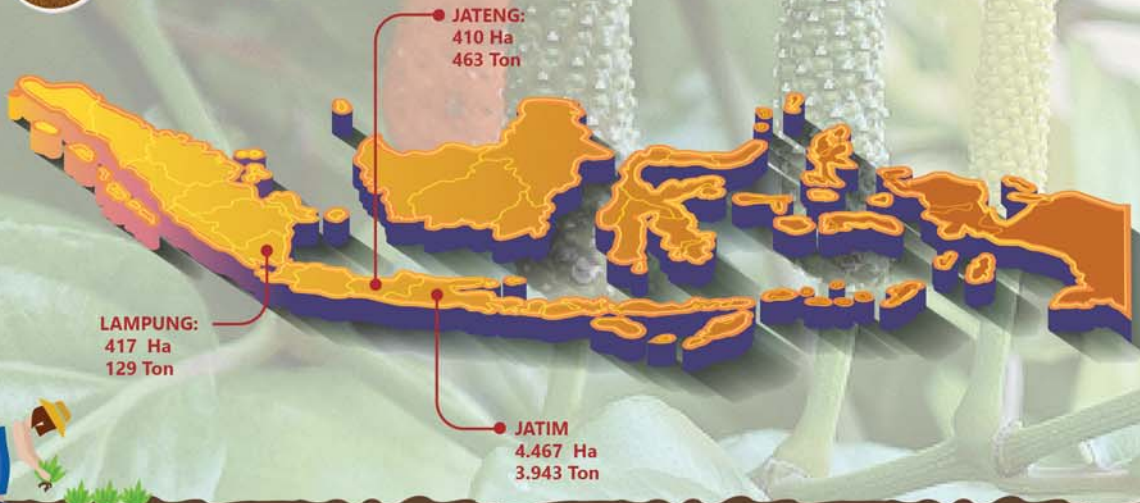 JATENG:
410 Ha
463 Ton
LAMPUNG:
417 Ha
129 Ton
JATIM
4.467 Ha
3.943 Ton